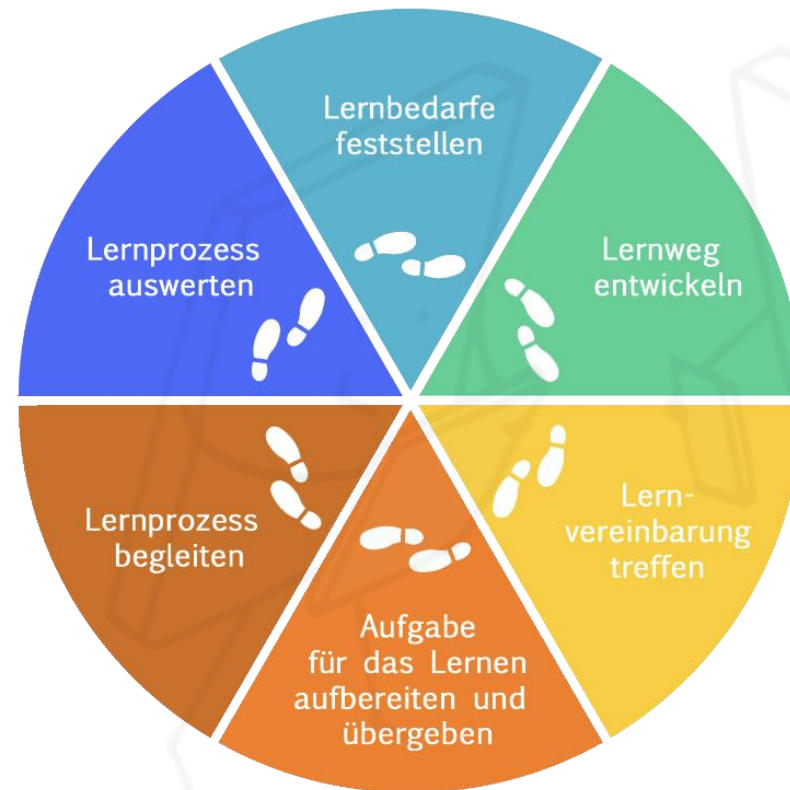 Lernbedarfe
feststellen
Lernweg
entwickeln
Lern-
vereinbarung
treffen
Aufgabe
für das Lernen
aufbereiten und
übergeben
Lernprozess
begleiten
Lernprozess
auswerten